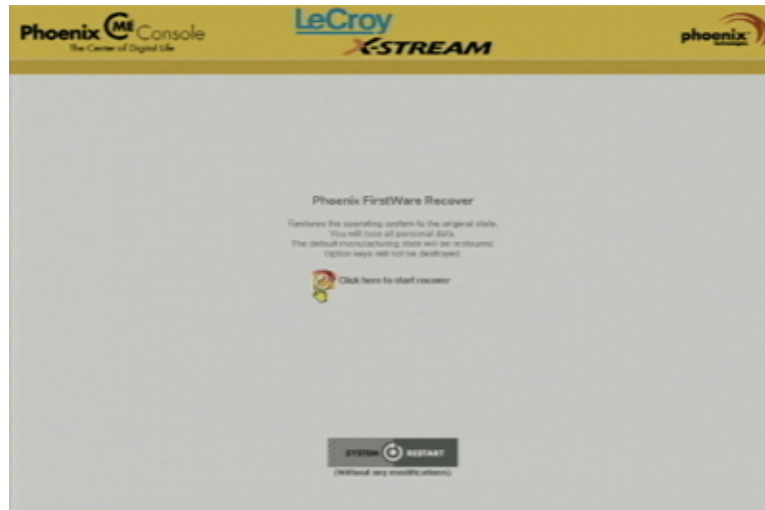 Phoenix CME Console
The Center of Digital Life
LeCroy
X-STREAM
phoenix
technologies
Phoenix FirstWare Recover
Restores the operating system to the original state.
You will lose all personal data.
The default manufacturing state will be restored.
Option keys will not be destroyed.
Click here to start recover
SYSTEM RESTART
(Without any modifications)